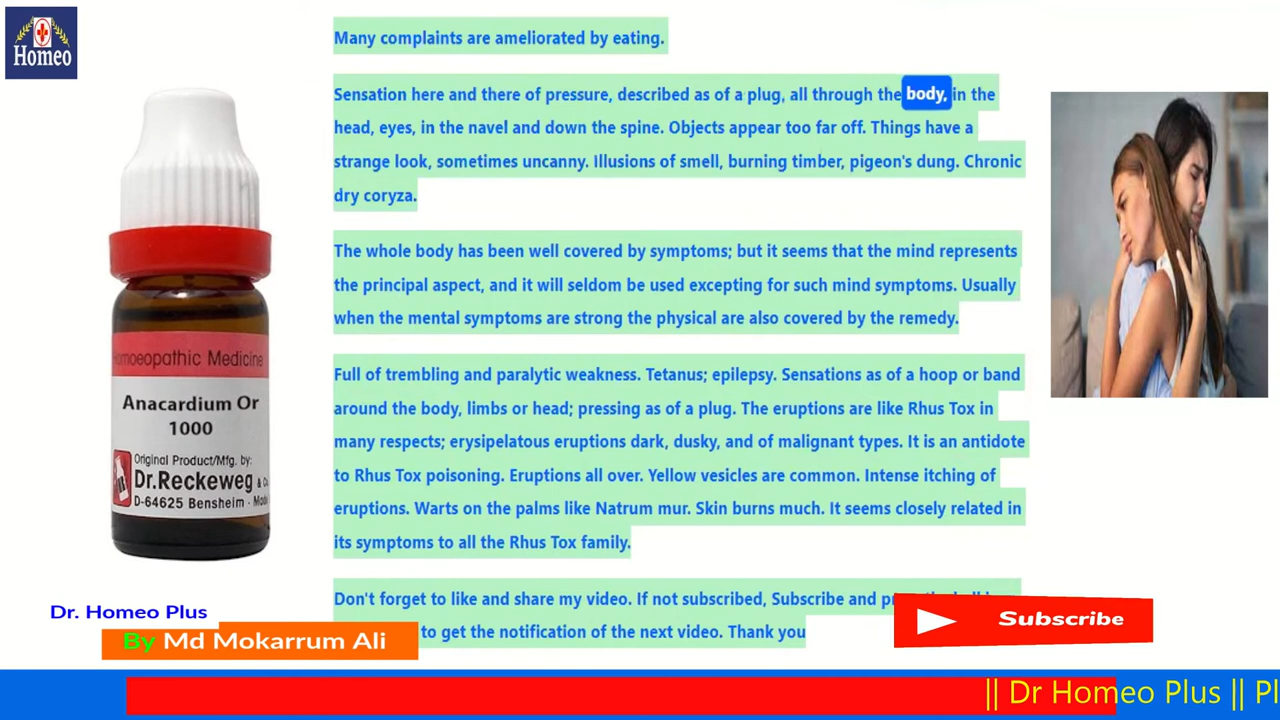 Homeo
Many complaints are ameliorated by eating.
Sensation here and there of pressure, described as of a plug, all through the body, in the
head, eyes, in the navel and down the spine. Objects appear too far off. Things have a
strange look, sometimes uncanny. Illusions of smell, burning timber, pigeon's dung. Chronic
dry coryza.
The whole body has been well covered by symptoms; but it seems that the mind represents
the principal aspect, and it will seldom be used excepting for such mind symptoms. Usually
when the mental symptoms are strong the physical are also covered by the remedy.
Full of trembling and paralytic weakness. Tetanus; epilepsy. Sensations as of a hoop or band
around the body, limbs or head; pressing as of a plug. The eruptions are like Rhus Tox in
many respects; erysipelatous eruptions dark, dusky, and of malignant types. It is an antidote
to Rhus Tox poisoning. Eruptions all over. Yellow vesicles are common. Intense itching of
eruptions. Warts on the palms like Natrum mur. Skin burns much. It seems closely related in
its symptoms to all the Rhus Tox family.
Don't forget to like and share my video. If not subscribed, Subscribe and
to get the notification of the next video. Thank you
Homoeopathic Medicine
Anacardium Or
1000
Original Product/Mfg. by:
Dr.Reckeweg &
D-64625 Bensheim -
Dr. Homeo Plus
By Md Mokarrum Ali
Subscribe
|| Dr Homeo Plus ||